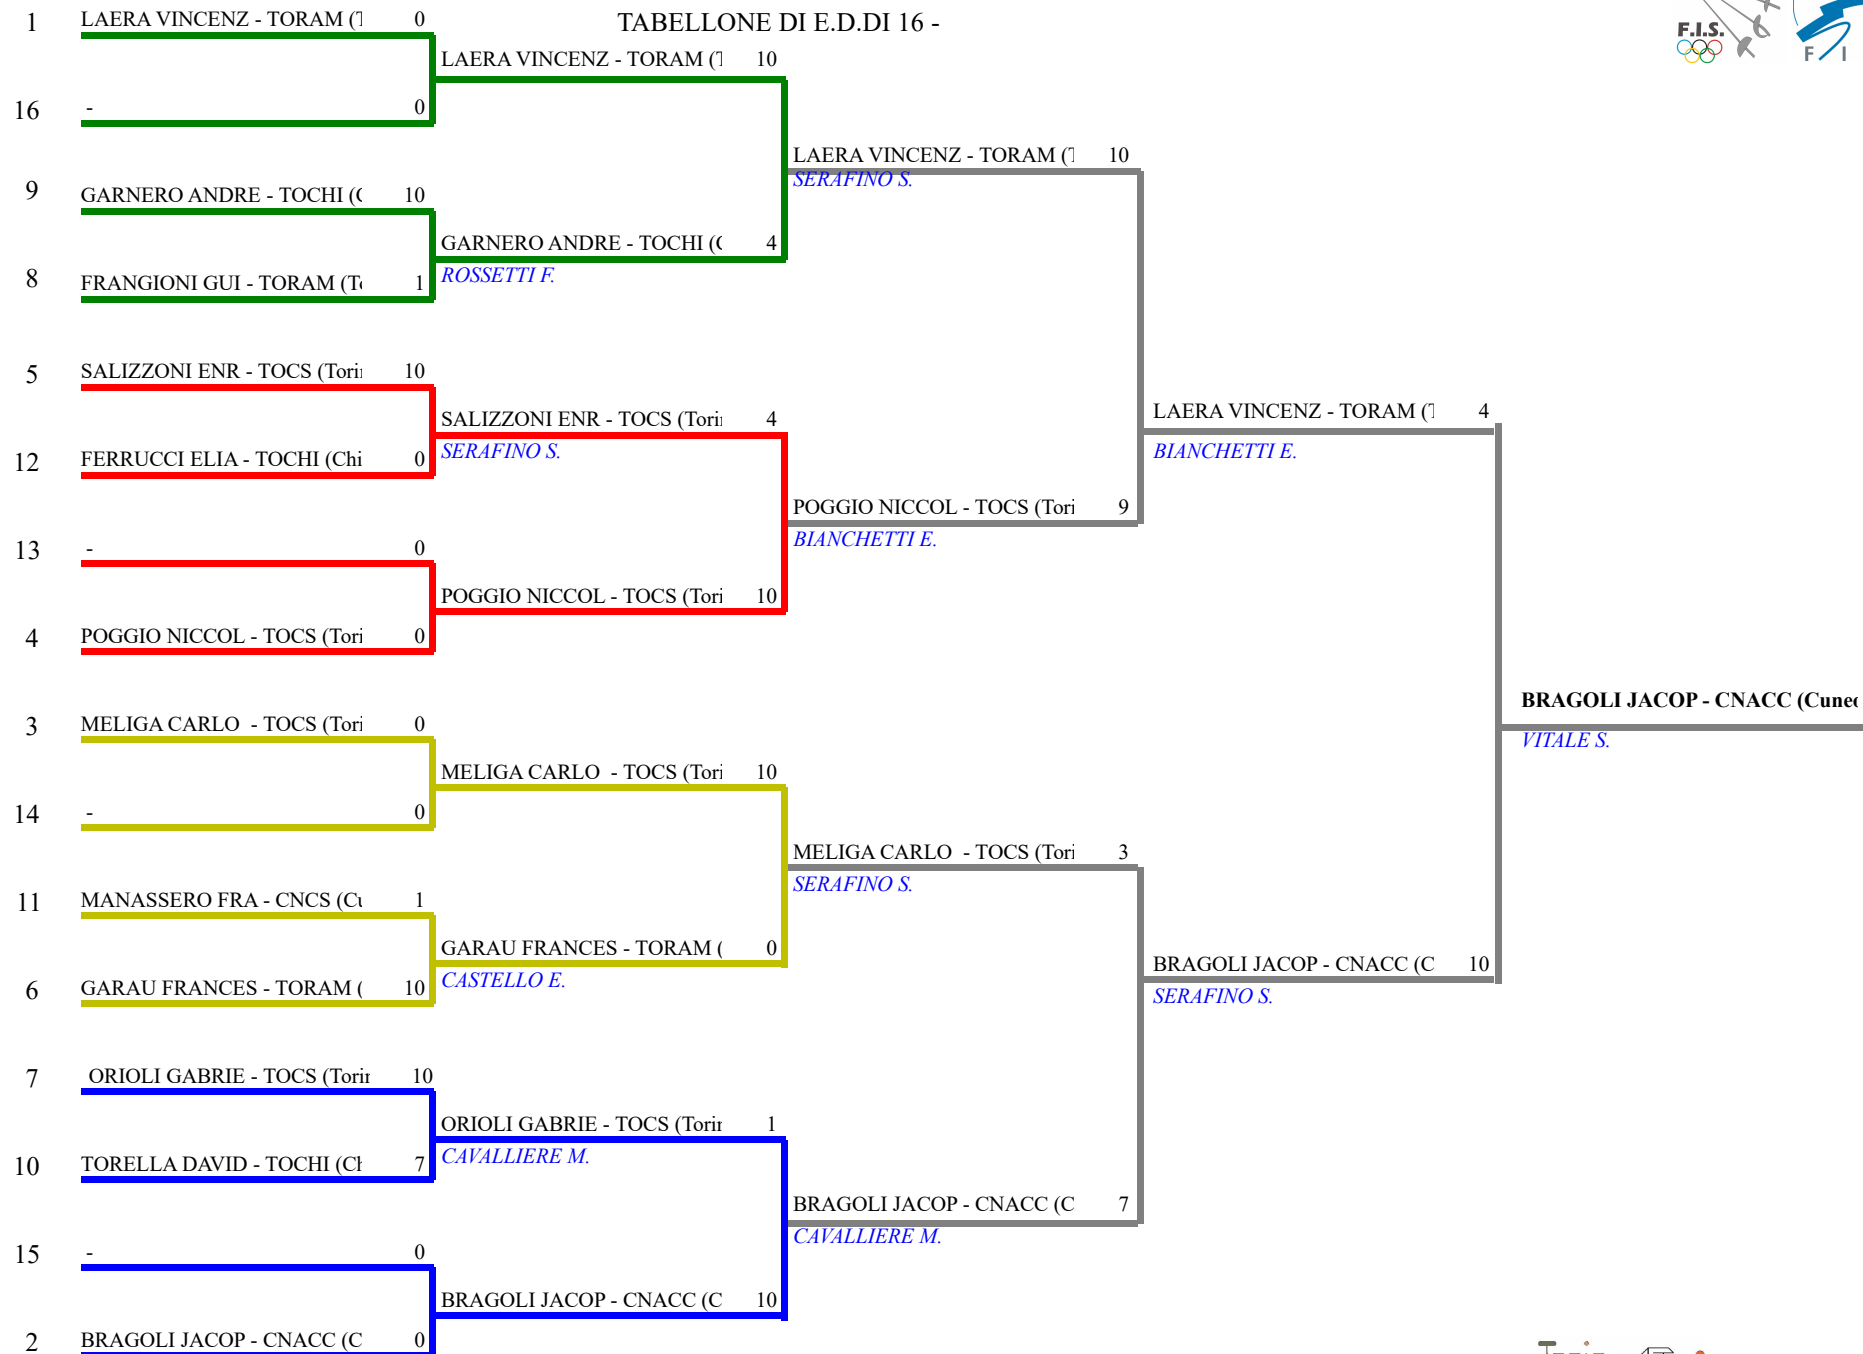 TABELLONE DI E.D.DI 16 -
F.I.S.
F I
1 LAERA VINCENZ - TORAM (T 0
LAERA VINCENZ - TORAM (T 10
16 - 0
LAERA VINCENZ - TORAM (T 10
SERAFINO S.
9 GARNERO ANDRE - TOCHI (C 10
GARNERO ANDRE - TOCHI (C 4
ROSSETTI F.
8 FRANGIONI GUI - TORAM (To 1
5 SALIZZONI ENR - TOCS (Tori 10
LAERA VINCENZ - TORAM (T 4
BIANCHETTI E.
SALIZZONI ENR - TOCS (Tori 4
SERAFINO S.
12 FERRUCCI ELIA - TOCHI (Chi 0
POGGIO NICCOL - TOCS (Tori 9
BIANCHETTI E.
13 - 0
POGGIO NICCOL - TOCS (Tori 10
4 POGGIO NICCOL - TOCS (Tori 0
BRAGOLI JACOP - CNACC (Cuneo
VITALE S.
3 MELIGA CARLO - TOCS (Tori 0
MELIGA CARLO - TOCS (Tori 10
14 - 0
MELIGA CARLO - TOCS (Tori 3
SERAFINO S.
11 MANASSERO FRA - CNCS (Cu 1
GARAU FRANCES - TORAM ( 0
CASTELLO E.
BRAGOLI JACOP - CNACC (C 10
SERAFINO S.
6 GARAU FRANCES - TORAM ( 10
7 ORIOLI GABRIE - TOCS (Torin 10
ORIOLI GABRIE - TOCS (Torin 1
CAVALLIERE M.
10 TORELLA DAVID - TOCHI (Ch 7
BRAGOLI JACOP - CNACC (C 7
CAVALLIERE M.
15 - 0
BRAGOLI JACOP - CNACC (C 10
2 BRAGOLI JACOP - CNACC (C 0